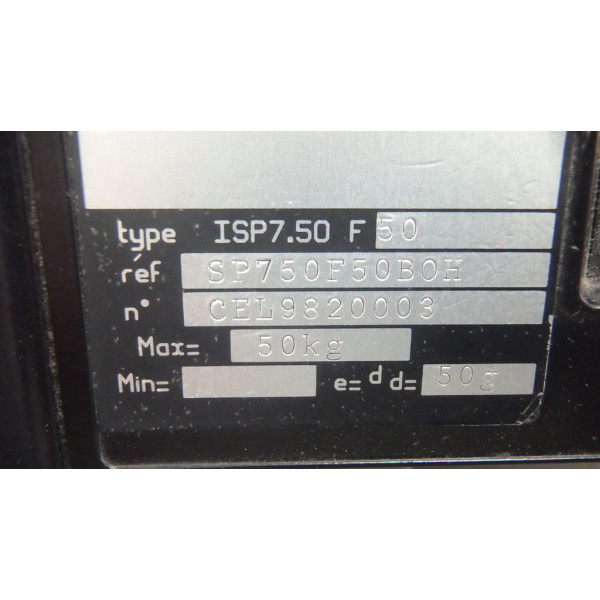 type ISP7.50 F 50
réf SP750F50B0H
n° CEL9820003
Max= 50kg
Min= e= d d= 50g